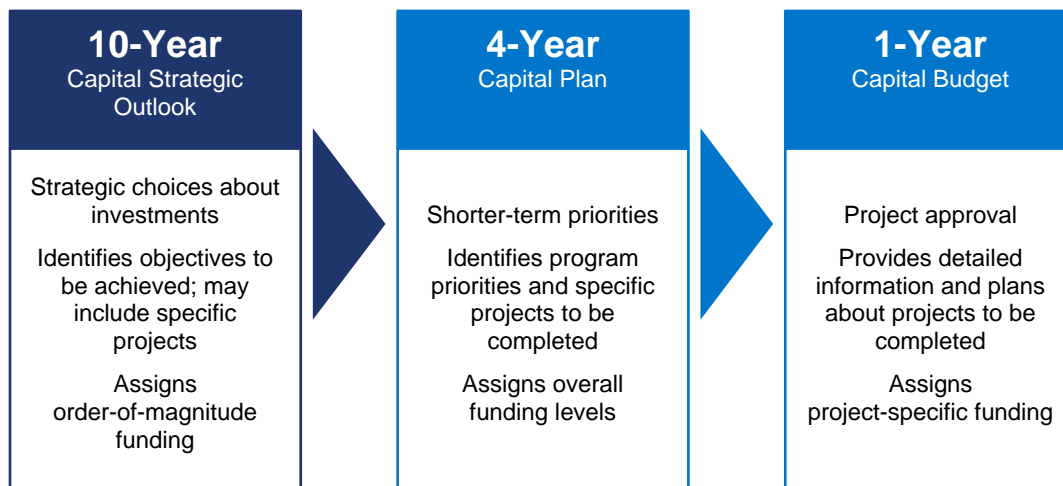 10-Year
Capital Strategic
Outlook
Strategic choices about
investments
Identifies objectives to
be achieved; may
include specific
projects
Assigns
order-of-magnitude
funding
4-Year
Capital Plan
Shorter-term priorities
Identifies program
priorities and specific
projects to be
completed
Assigns overall
funding levels
1-Year
Capital Budget
Project approval
Provides detailed
information and plans
about projects to be
completed
Assigns
project-specific funding